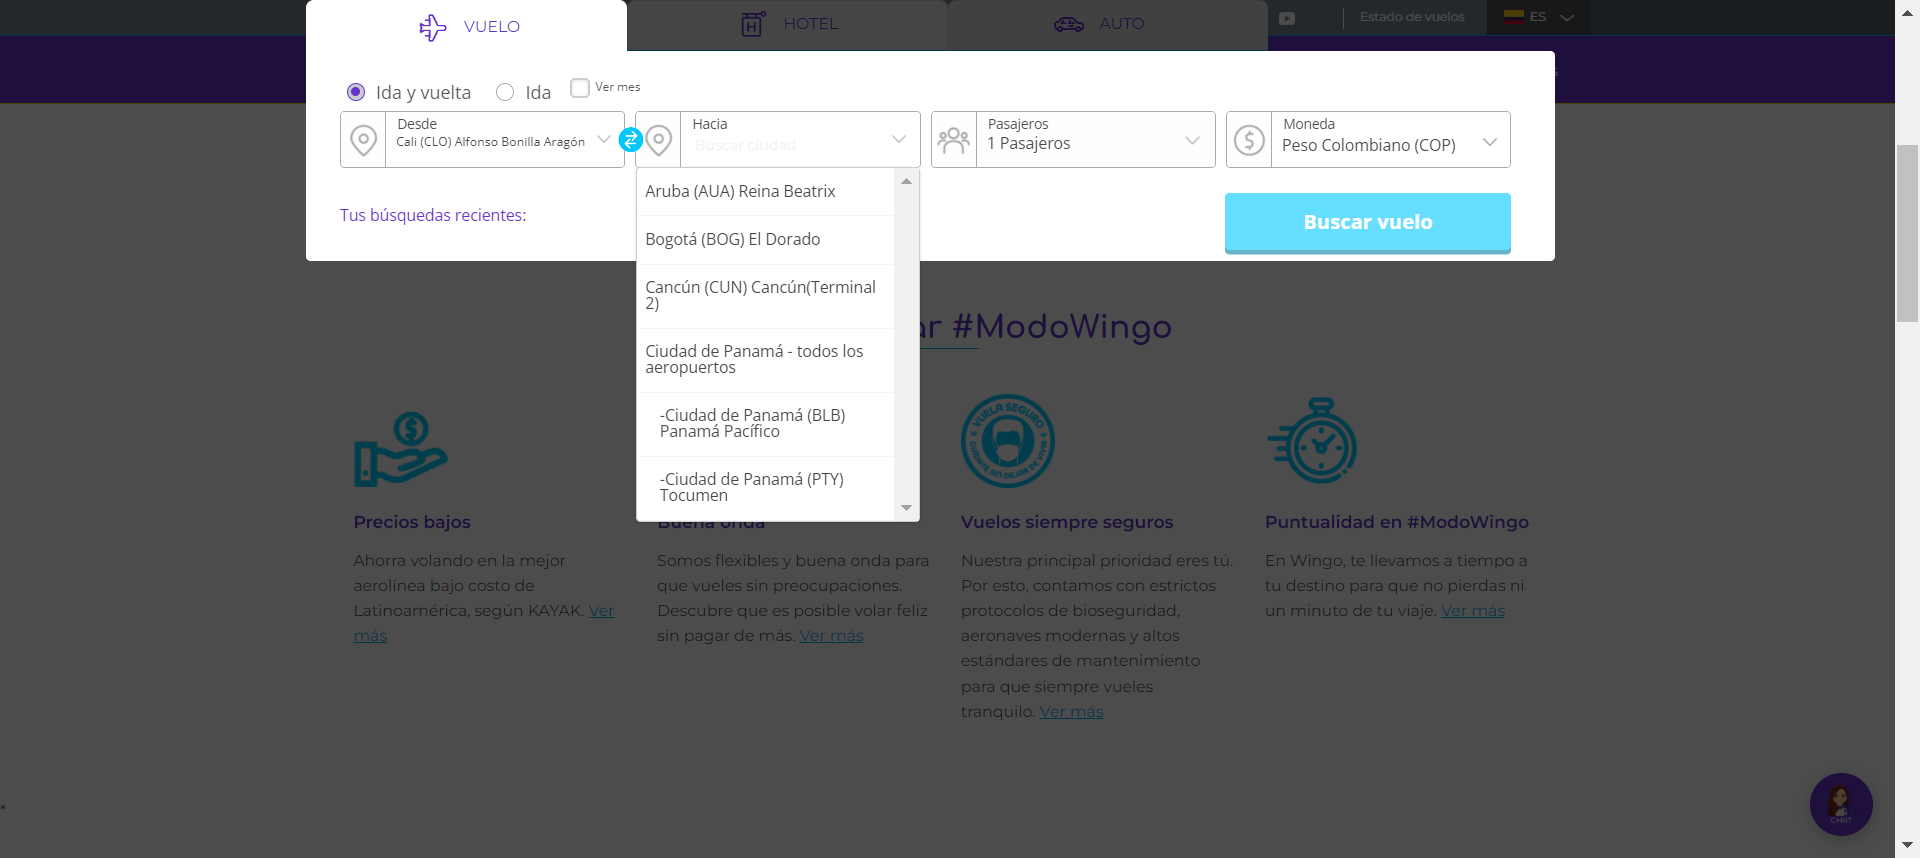 VUELO
HOTEL
AUTO
Estado de vuelos
ES
Ida y vuelta
Ida
Ver mes
Desde
Cali (CLO) Alfonso Bonilla Aragón
Hacia
Buscar ciudad
Pasajeros
1 Pasajeros
Moneda
Peso Colombiano (COP)
Tus búsquedas recientes:
Buscar vuelo
Aruba (AUA) Reina Beatrix
Bogotá (BOG) El Dorado
Cancún (CUN) Cancún(Terminal
2)
Ciudad de Panamá - todos los
aeropuertos
-Ciudad de Panamá (BLB)
Panamá Pacífico
-Ciudad de Panamá (PTY)
Tocumen
ar #ModoWingo
VUELA SEGURO
CUÍDATE SIN DEJAR DE VIVIR
Precios bajos
Ahorra volando en la mejor
aerolínea bajo costo de
Latinoamérica, según KAYAK. Ver
más
Buena onda
Somos flexibles y buena onda para
que vueles sin preocupaciones.
Descubre que es posible volar feliz
sin pagar de más. Ver más
Vuelos siempre seguros
Nuestra principal prioridad eres tú.
Por esto, contamos con estrictos
protocolos de bioseguridad,
aeronaves modernas y altos
estándares de mantenimiento
para que siempre vueles
tranquilo. Ver más
Puntualidad en #ModoWingo
En Wingo, te llevamos a tiempo a
tu destino para que no pierdas ni
un minuto de tu viaje. Ver más
*
CHAT